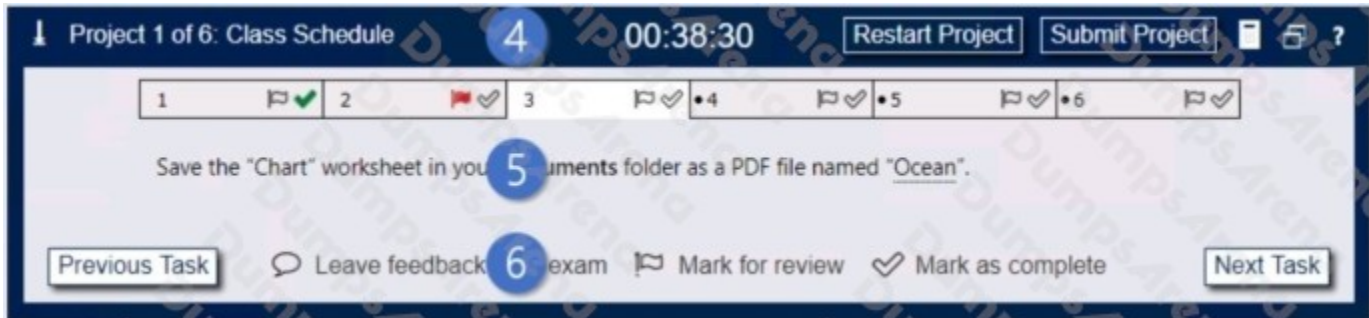 Project 1 of 6: Class Schedule 4 00:38:30 Restart Project Submit Project ?
1 2 3 •4 •5 •6
Save the "Chart" worksheet in you 5 uments folder as a PDF file named "Ocean".
Previous Task Leave feedback 6 exam Mark for review Mark as complete Next Task
DumpsArena